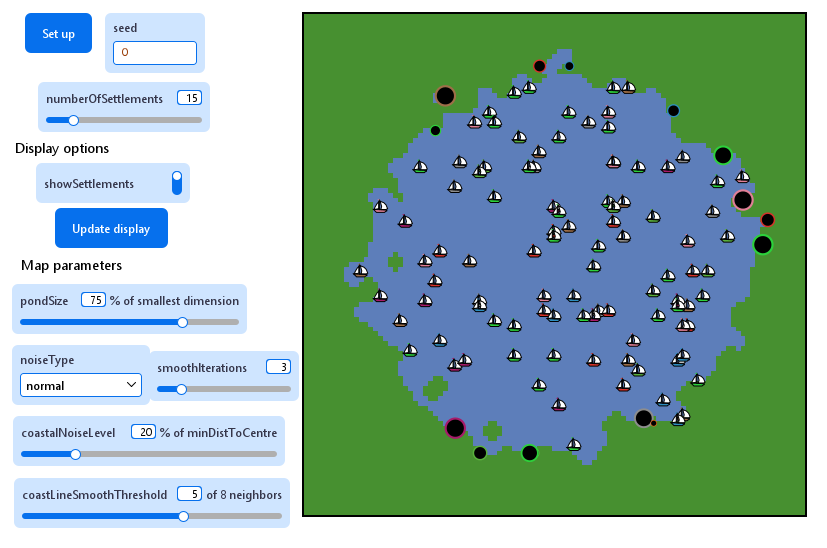 Set up
seed
0
numberOfSettlements 15
Display options
showSettlements
Update display
Map parameters
pondSize 75 % of smallest dimension
noiseType
normal
smoothIterations 3
coastalNoiseLevel 20 % of minDistToCentre
coastLineSmoothThreshold 5 of 8 neighbors